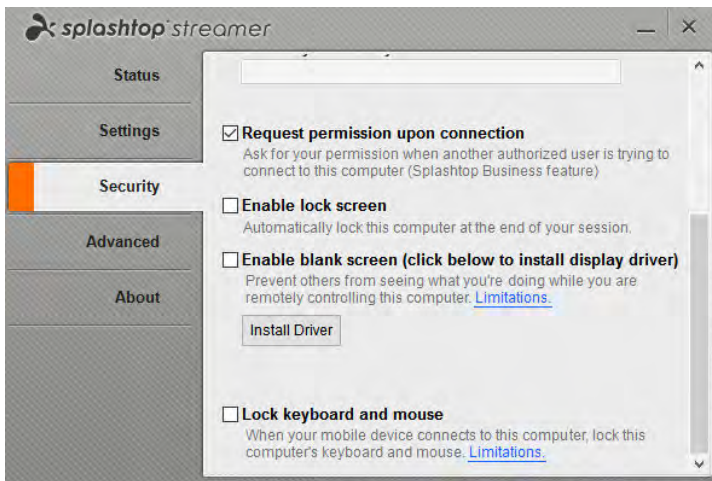 splashtop streamer
Status
Settings
Security
Advanced
About
Request permission upon connection
Ask for your permission when another authorized user is trying to
connect to this computer (Splashtop Business feature)
Enable lock screen
Automatically lock this computer at the end of your session.
Enable blank screen (click below to install display driver)
Prevent others from seeing what you're doing while you are
remotely controlling this computer. Limitations.
Install Driver
Lock keyboard and mouse
When your mobile device connects to this computer, lock this
computer's keyboard and mouse. Limitations.